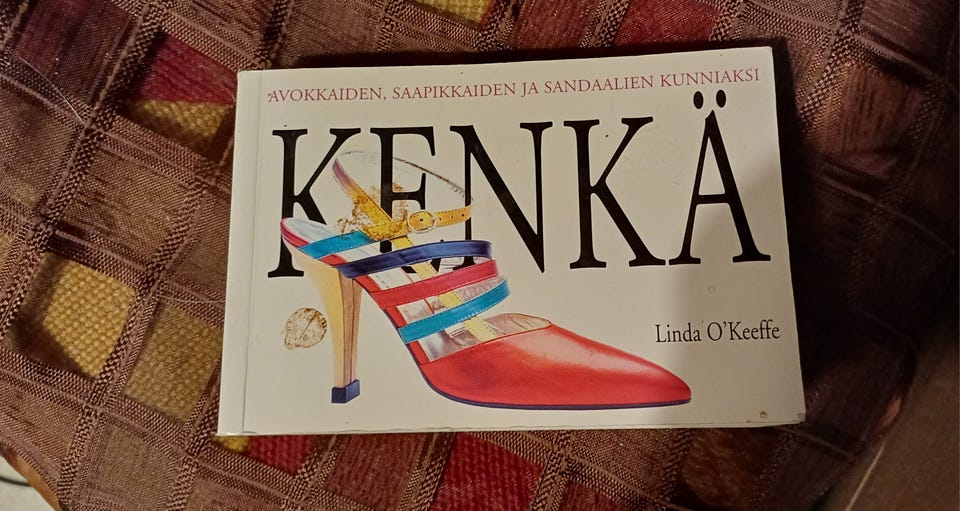 AVOKKAIDEN, SAAPIKKAIDEN JA SANDAALIEN KUNNIAKSI
KENKÄ
Linda O'Keeffe